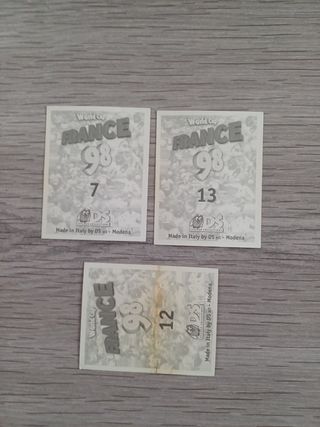 World Cup
FRANCE
98
7
DS
Made in Italy by DS srl - Modena
World Cup
FRANCE
98
13
DS
Made in Italy by DS srl - Modena
World Cup
FRANCE
98
12
DS
Made in Italy by DS srl - Modena